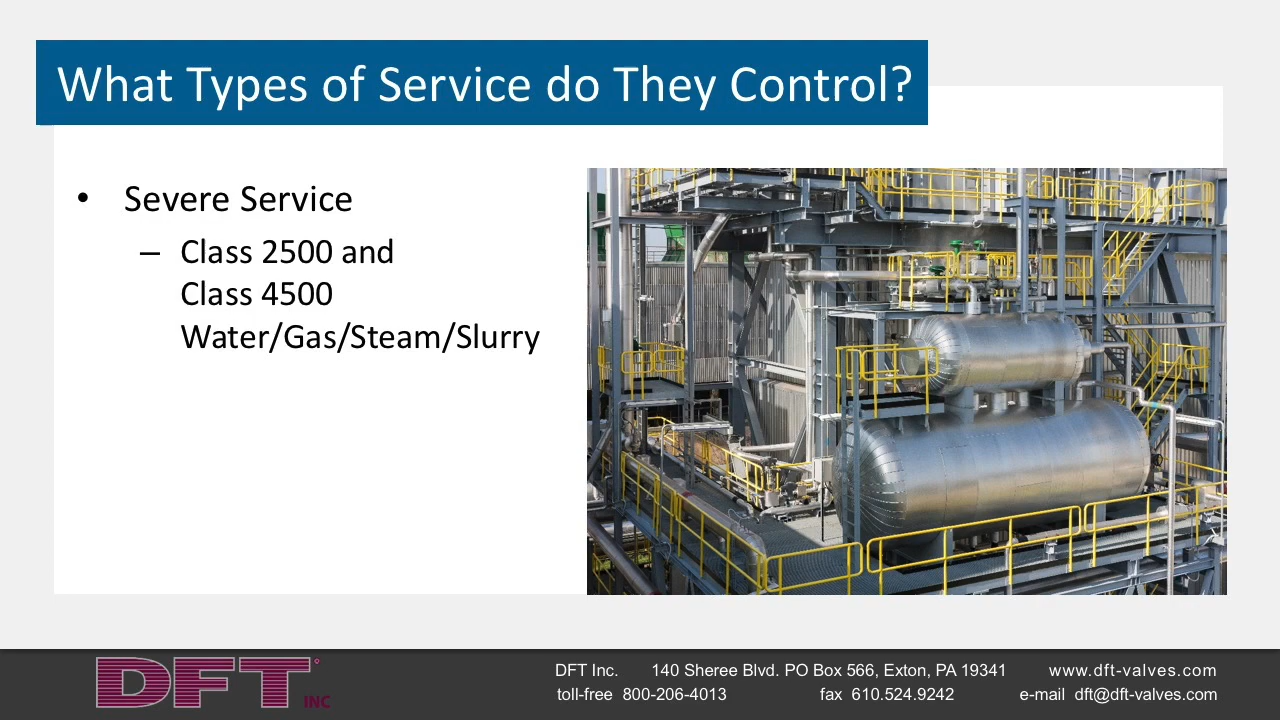 What Types of Service do They Control?
• Severe Service
– Class 2500 and
Class 4500
Water/Gas/Steam/Slurry
DFT INC
DFT Inc. 140 Sheree Blvd. PO Box 566, Exton, PA 19341 www.dft-valves.com
toll-free 800-206-4013 fax 610.524.9242 e-mail dft@dft-valves.com